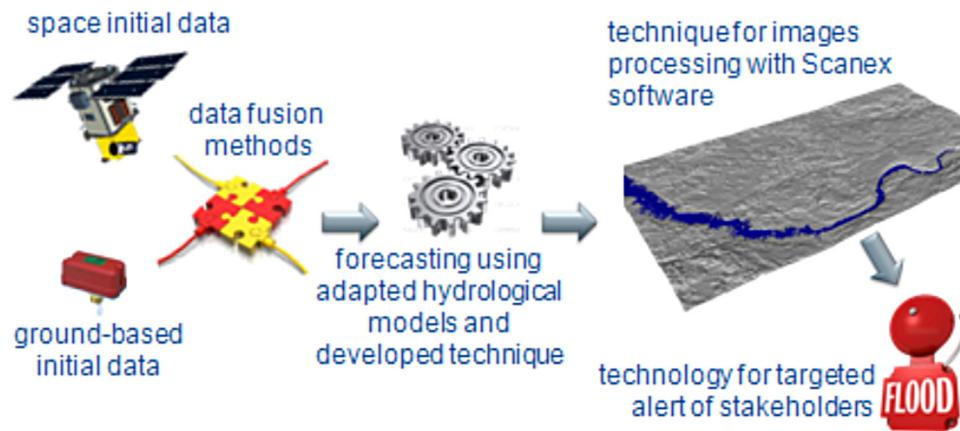 space initial data
data fusion
methods
ground-based
initial data
forecasting using
adapted hydrological
models and
developed technique
technique for images
processing with Scanex
software
technology for targeted
alert of stakeholders
FLOOD